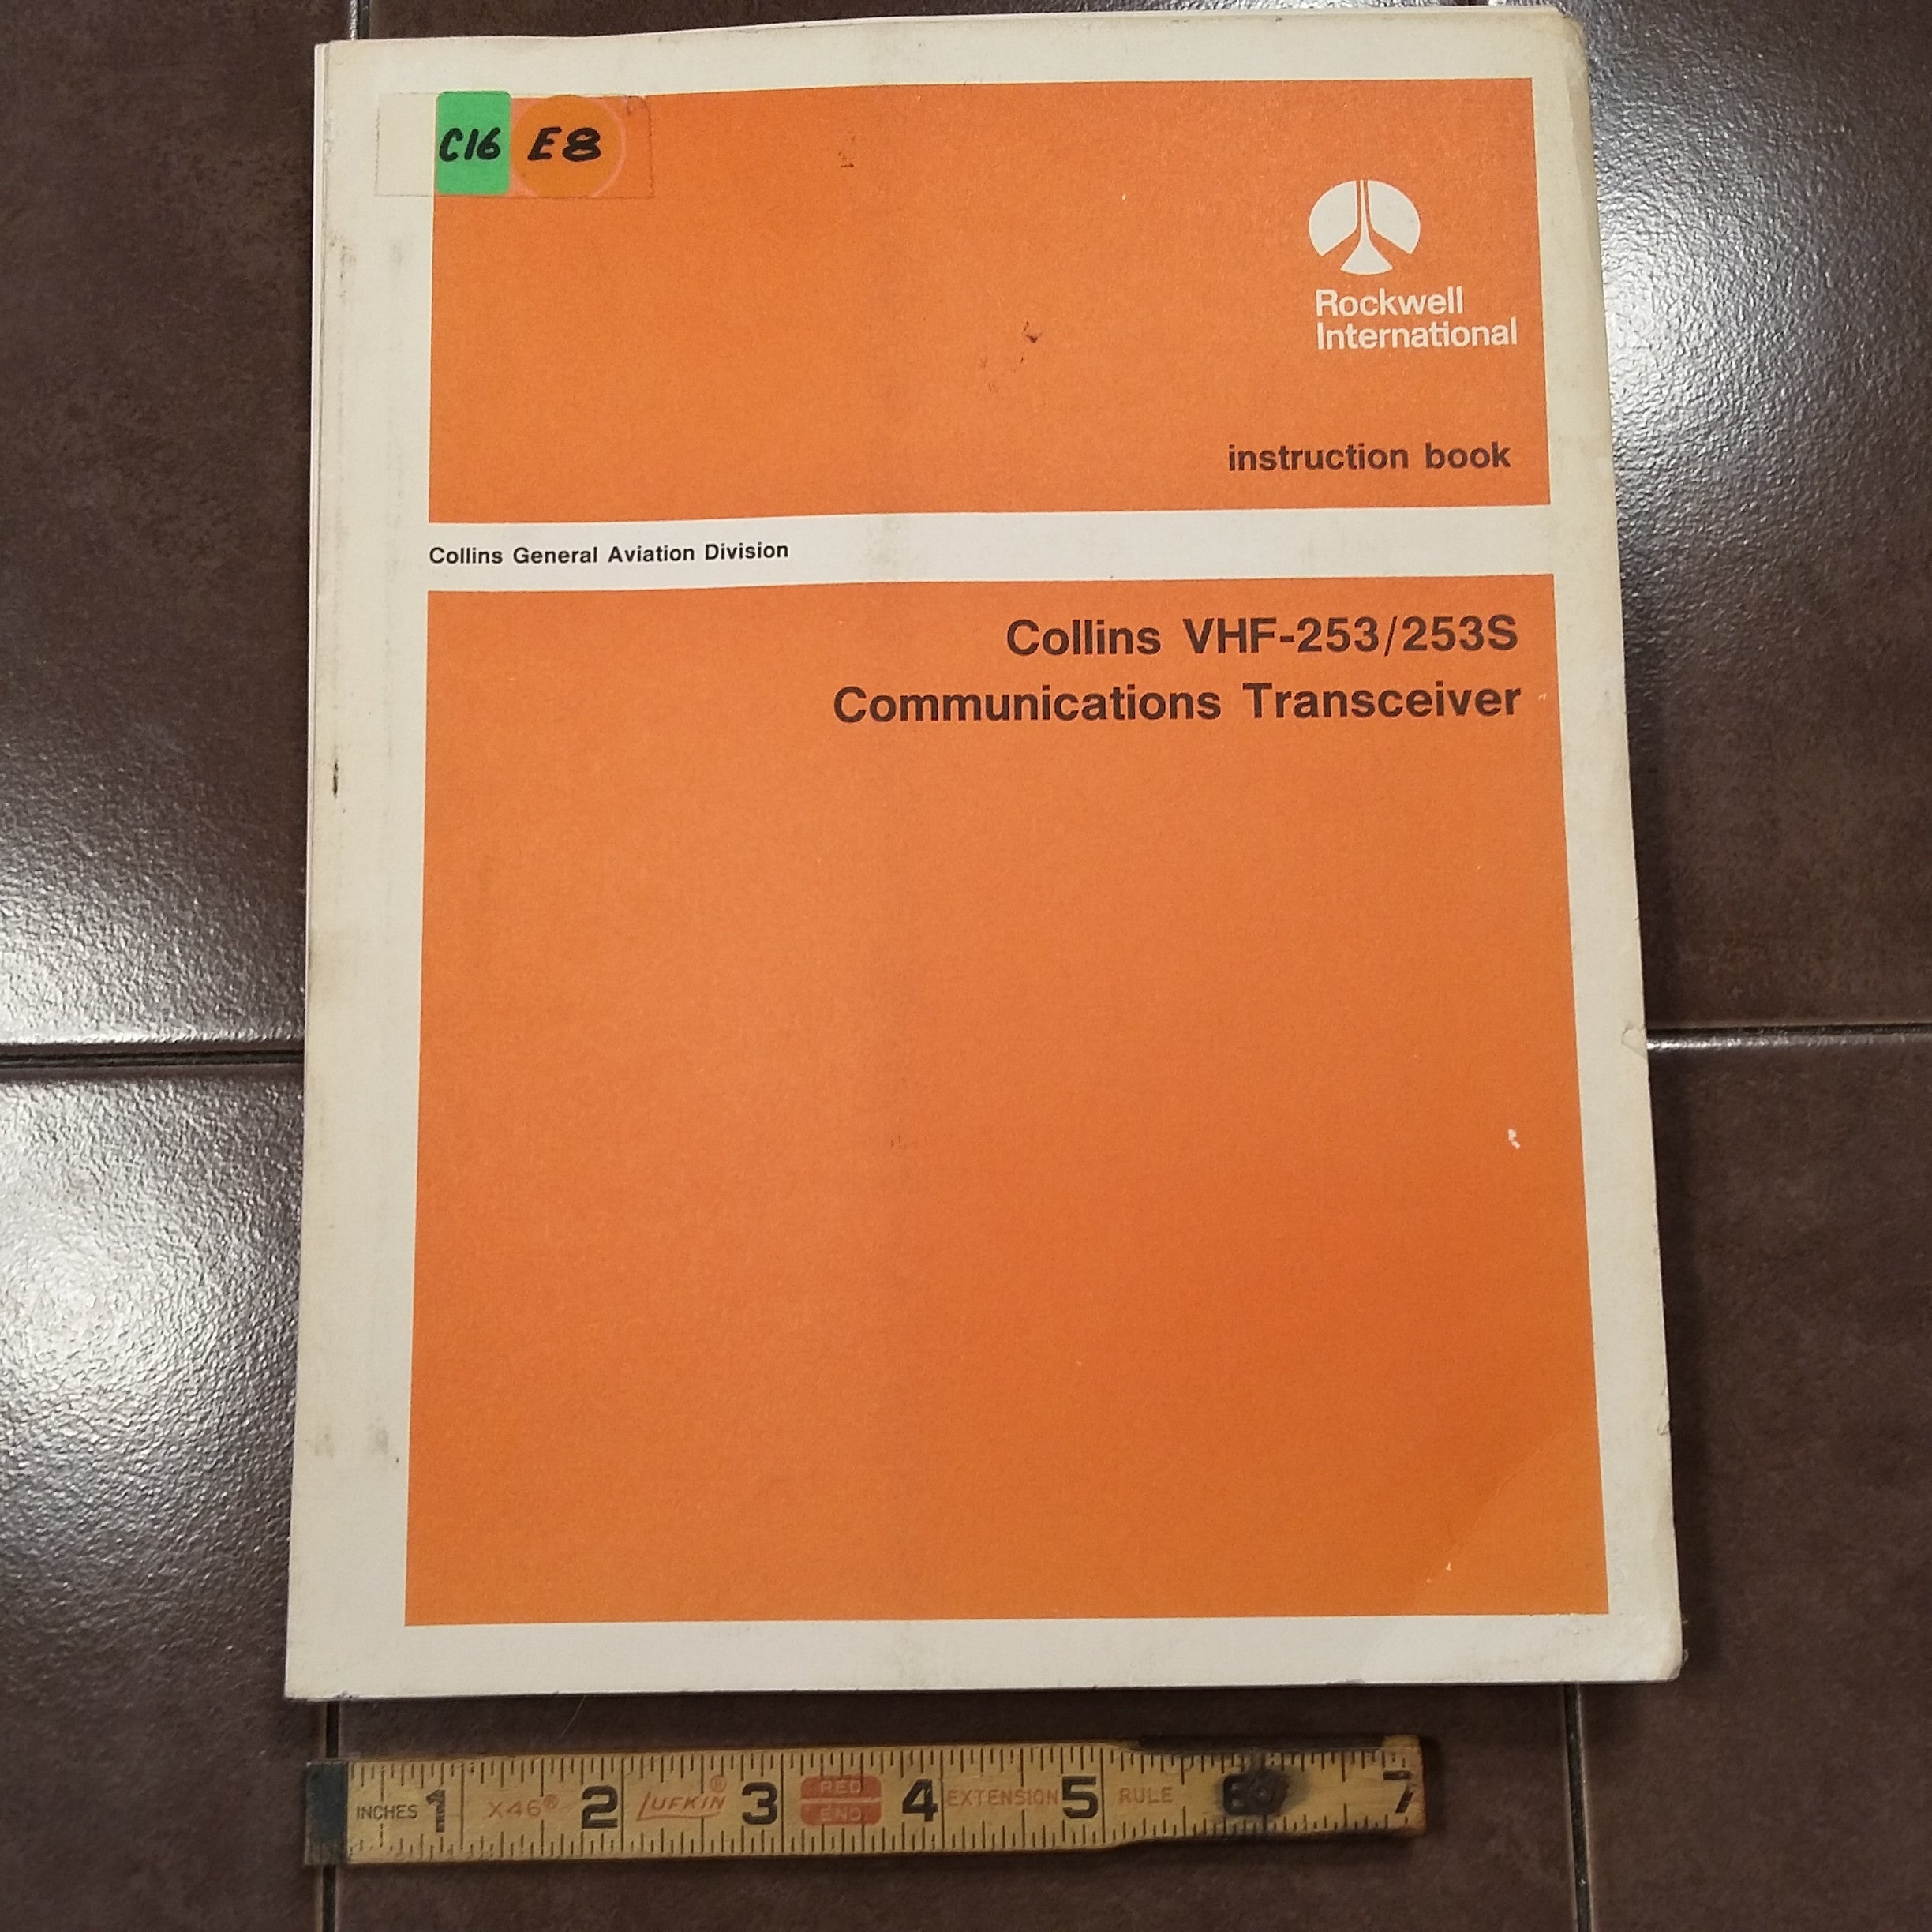 C16 E8
Rockwell
International
instruction book
Collins General Aviation Division
Collins VHF-253/253S
Communications Transceiver
INCHES 1 X46® 2 LUFKIN® 3 RED END 4 EXTENSION 5 RULE 6 7